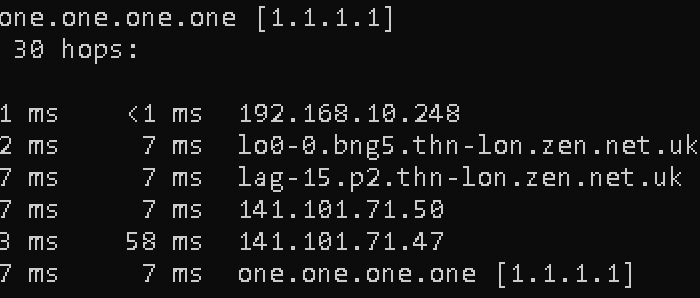 one.one.one.one [1.1.1.1]
30 hops:
1 ms <1 ms 192.168.10.248
2 ms 7 ms lo0-0.bng5.thn-lon.zen.net.uk
7 ms 7 ms lag-15.p2.thn-lon.zen.net.uk
7 ms 7 ms 141.101.71.50
3 ms 58 ms 141.101.71.47
7 ms 7 ms one.one.one.one [1.1.1.1]